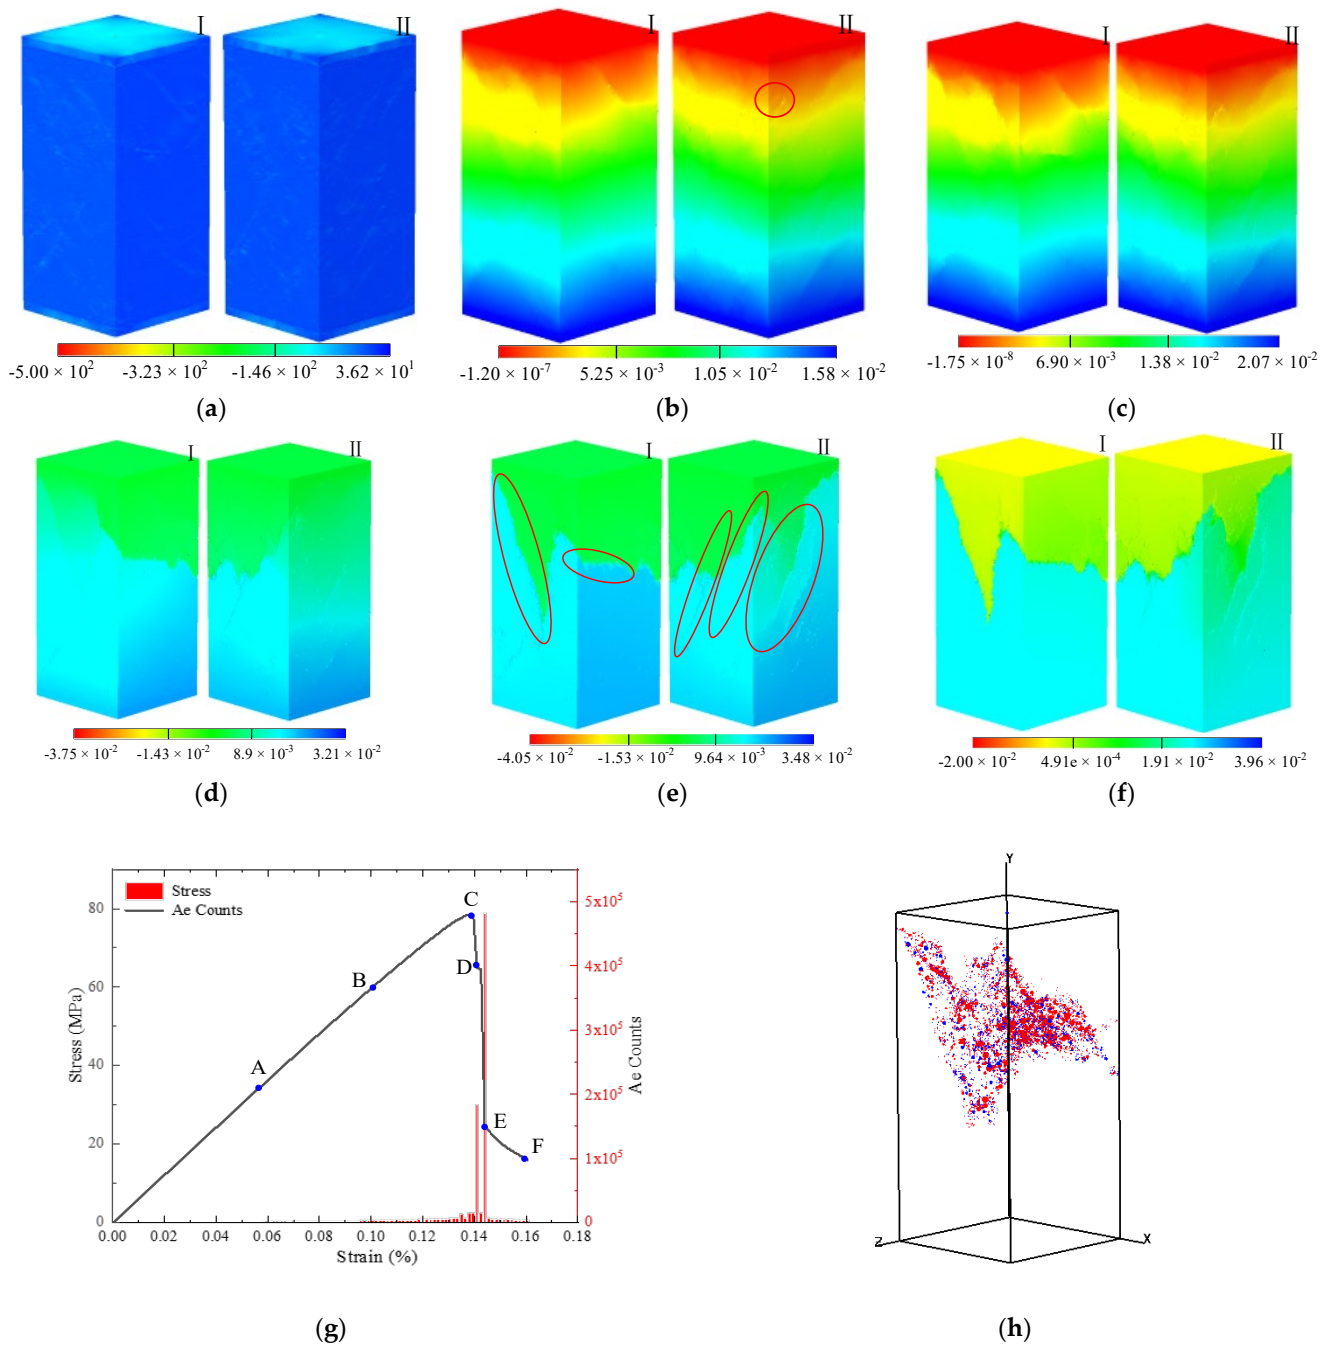 I II
-5.00 × 10² -3.23 × 10² -1.46 × 10² 3.62 × 10¹
(a)
I II
-1.20 × 10⁻⁷ 5.25 × 10⁻³ 1.05 × 10⁻² 1.58 × 10⁻²
(b)
I II
-1.75 × 10⁻⁸ 6.90 × 10⁻³ 1.38 × 10⁻² 2.07 × 10⁻²
(c)
I II
-3.75 × 10⁻² -1.43 × 10⁻² 8.9 × 10⁻³ 3.21 × 10⁻²
(d)
I II
-4.05 × 10⁻² -1.53 × 10⁻² 9.64 × 10⁻³ 3.48 × 10⁻²
(e)
I II
-2.00 × 10⁻² 4.91e × 10⁻⁴ 1.91 × 10⁻² 3.96 × 10⁻²
(f)
Stress
Ae Counts
A B C D E F
Stress (MPa)
80
60
40
20
0
0.00 0.02 0.04 0.06 0.08 0.10 0.12 0.14 0.16 0.18
Strain (%)
5x10⁵
4x10⁵
3x10⁵
2x10⁵
1x10⁵
0
Ae Counts
(g)
Y
Z X
(h)